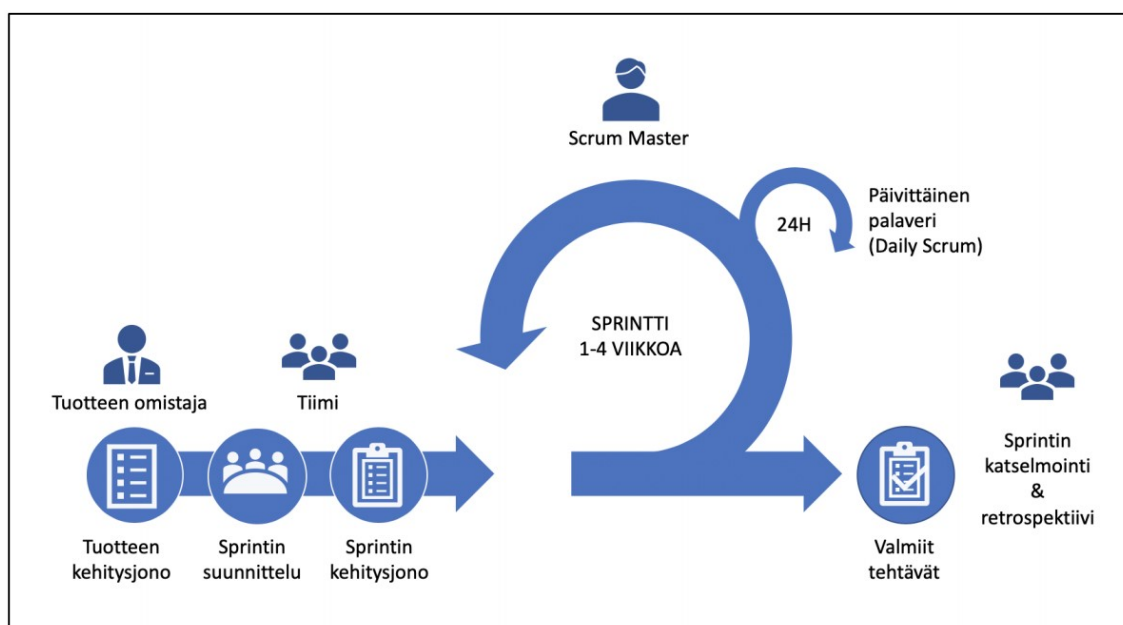 Scrum Master
24H
Päivittäinen
palaveri
(Daily Scrum)
SPRINTTI
1-4 VIIKKOA
Tuotteen omistaja
Tiimi
Tuotteen
kehitysjono
Sprintin
suunnittelu
Sprintin
kehitysjono
Valmiit
tehtävät
Sprintin
katselmointi
&
retrospektiivi